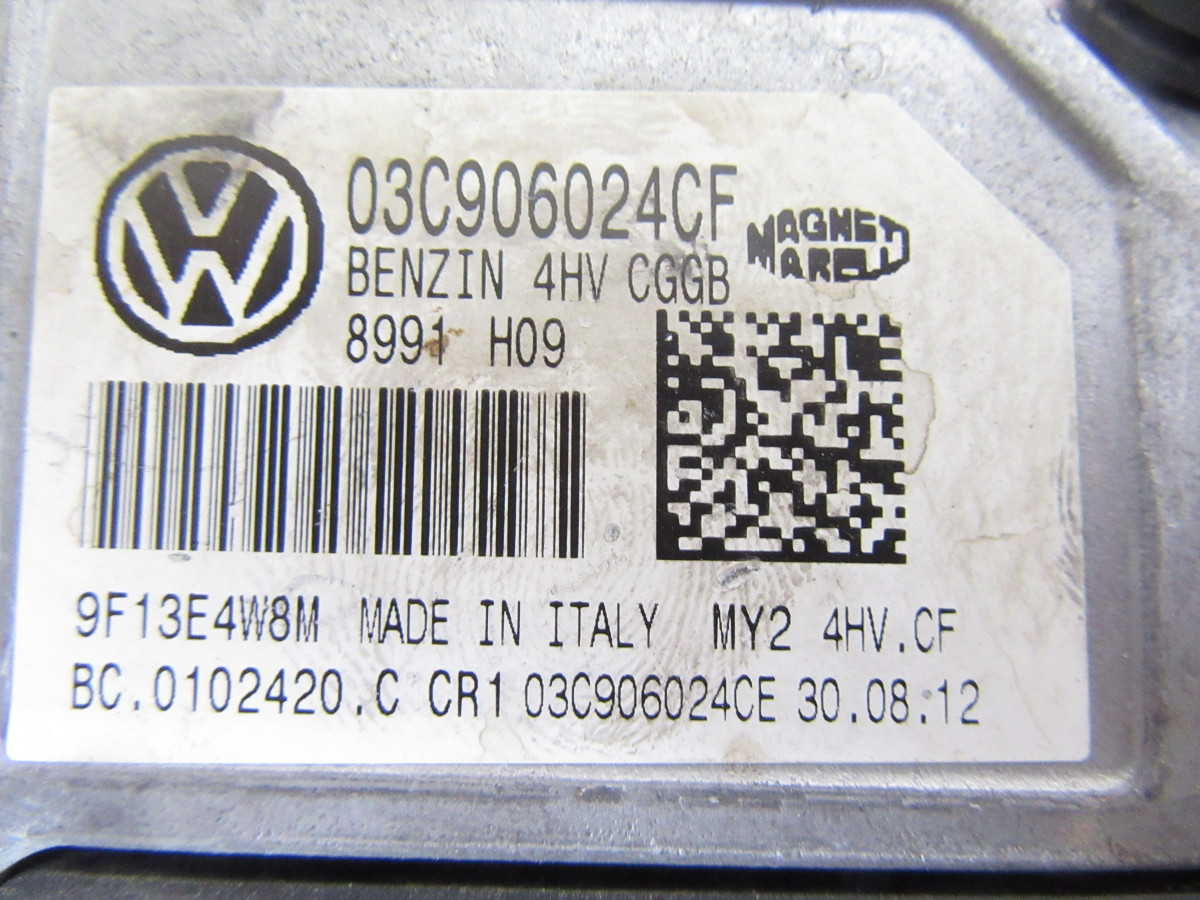 03C906024CF
MAGNETI MARELLI
BENZIN 4HV CGGB
8991 H09
9F13E4W8M MADE IN ITALY MY2 4HV.CF
BC.0102420.C CR1 03C906024CE 30.08.12